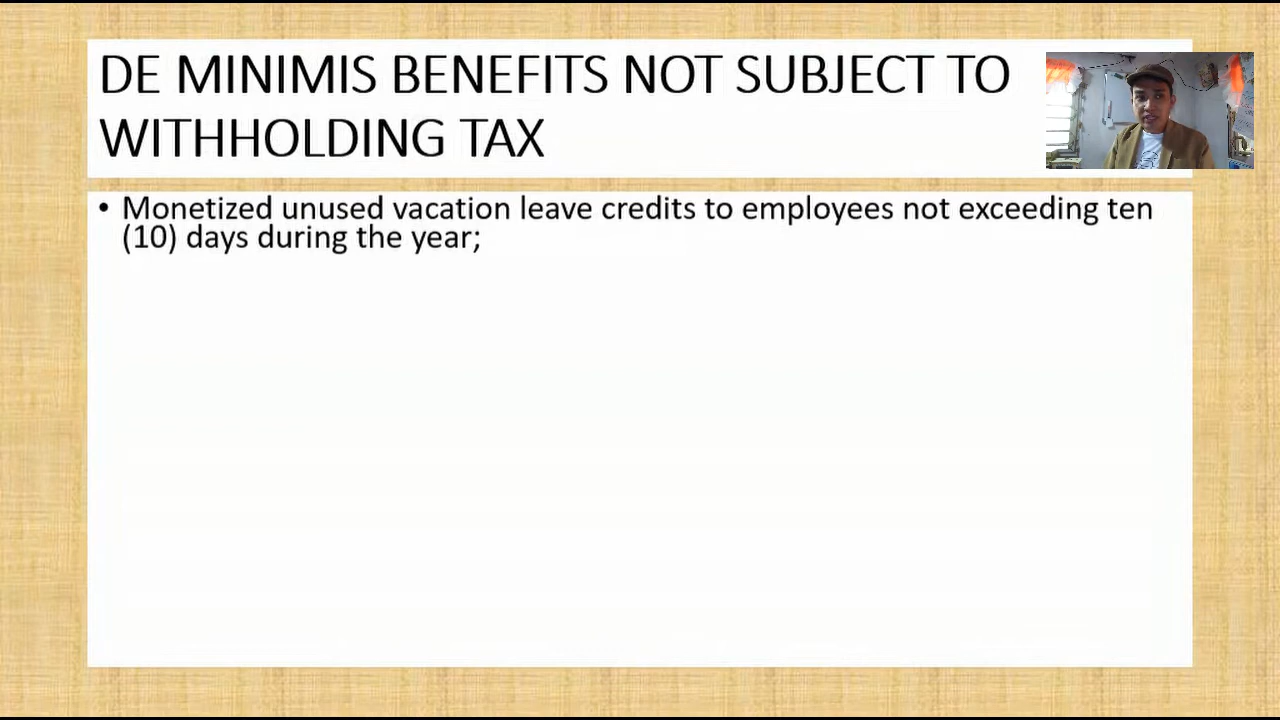 DE MINIMIS BENEFITS NOT SUBJECT TO
WITHHOLDING TAX
• Monetized unused vacation leave credits to employees not exceeding ten
(10) days during the year;